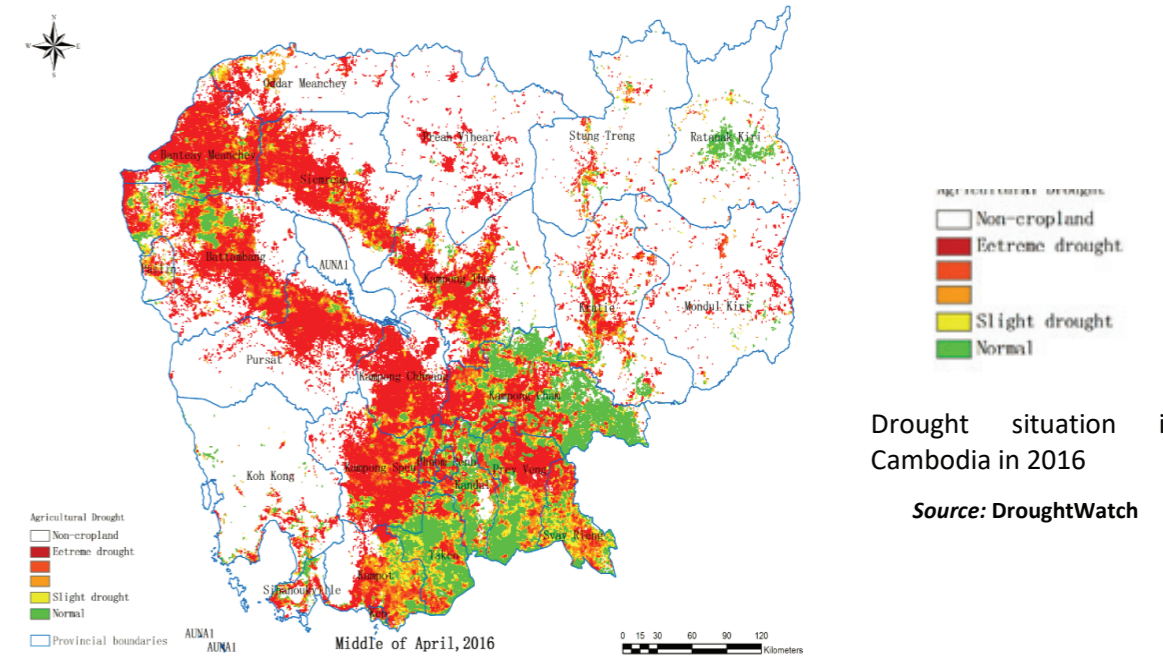 N
W E
S
Oddar Meanchey
Preah Vihear
Stung Treng
Ratanak Kiri
Banteay Meanchey
Siemreap
Battambang
AUNA1
Pailin
Kampong Thom
Kratie
Mondul Kiri
Pursat
Kampong Chhnang
Kampong Cham
Koh Kong
Kampong Speu
Phnom Penh
Prey Veng
Kandal
Svay Rieng
Takeo
Kampot
Sihanoukville
Kep
Agricultural Drought
Non-cropland
Eetreme drought
Slight drought
Normal
Provincial boundaries
AUNA1
AUNA1
Middle of April,2016
0 15 30 60 90 120
Kilometers
Agricultural Drought
Non-cropland
Eetreme drought
Slight drought
Normal
Drought situation i
Cambodia in 2016
Source: DroughtWatch